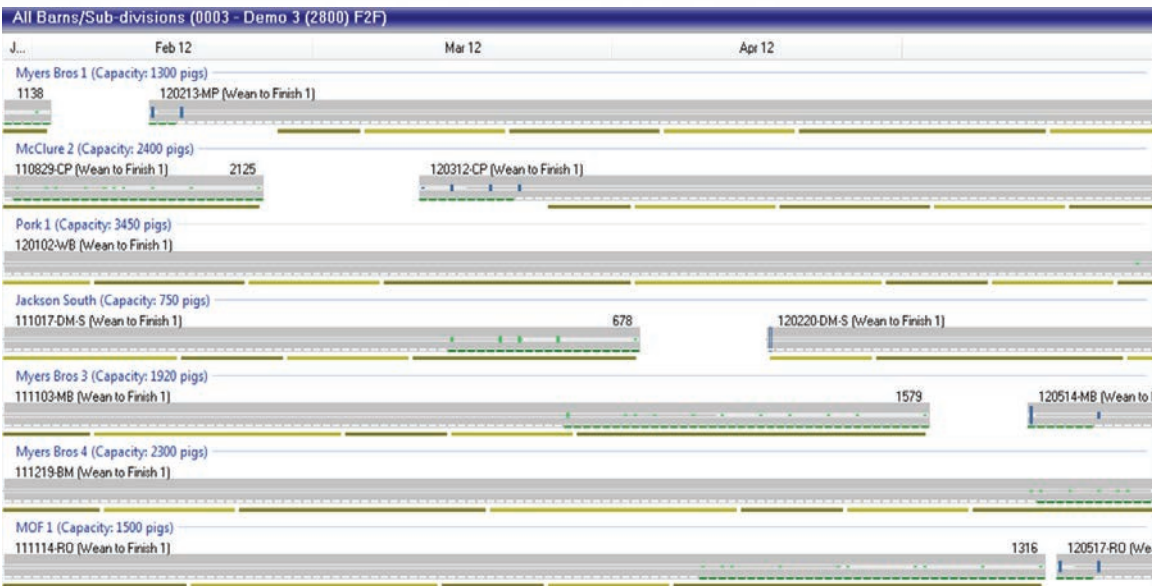 All Barns/Sub-divisions (0003 - Demo 3 (2800) F2F)
J... Feb 12 Mar 12 Apr 12
Myers Bros 1 (Capacity: 1300 pigs)
1138 120213-MP (Wean to Finish 1)
McClure 2 (Capacity: 2400 pigs)
110829-CP (Wean to Finish 1) 2125 120312-CP (Wean to Finish 1)
Pork 1 (Capacity: 3450 pigs)
120102-WB (Wean to Finish 1)
Jackson South (Capacity: 750 pigs)
111017-DM-S (Wean to Finish 1) 678 120220-DM-S (Wean to Finish 1)
Myers Bros 3 (Capacity: 1920 pigs)
111103-MB (Wean to Finish 1) 1579 120514-MB (Wean to
Myers Bros 4 (Capacity: 2300 pigs)
111219-BM (Wean to Finish 1)
MOF 1 (Capacity: 1500 pigs)
111114-RO (Wean to Finish 1) 1316 120517-RO (We